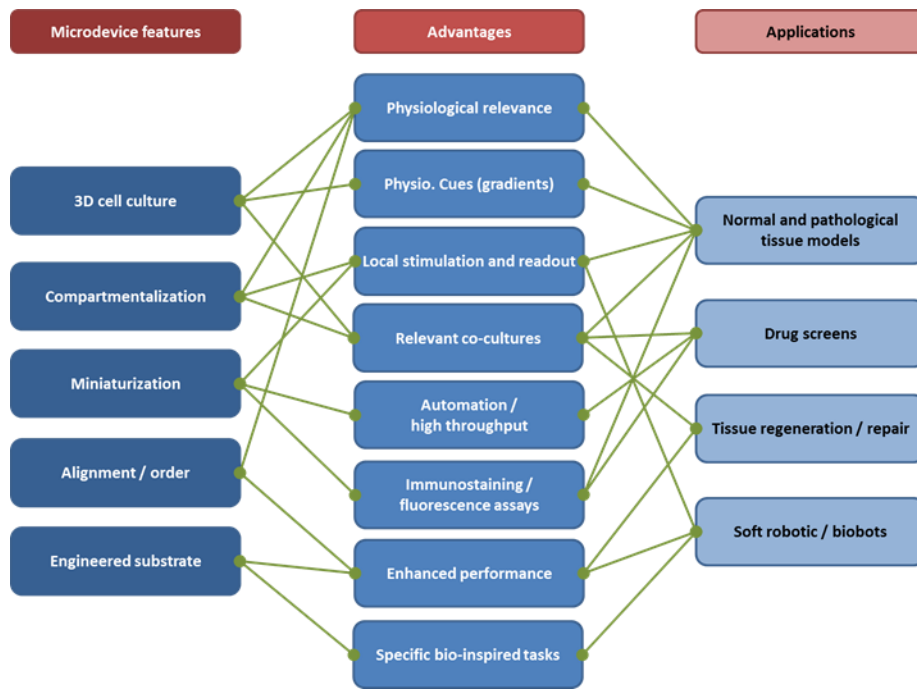 Microdevice features
Advantages
Applications
Physiological relevance
Physio. Cues (gradients)
Local stimulation and readout
Relevant co-cultures
Automation /
high throughput
Immunostaining /
fluorescence assays
Enhanced performance
Specific bio-inspired tasks
3D cell culture
Compartmentalization
Miniaturization
Alignment / order
Engineered substrate
Normal and pathological
tissue models
Drug screens
Tissue regeneration / repair
Soft robotic / biobots